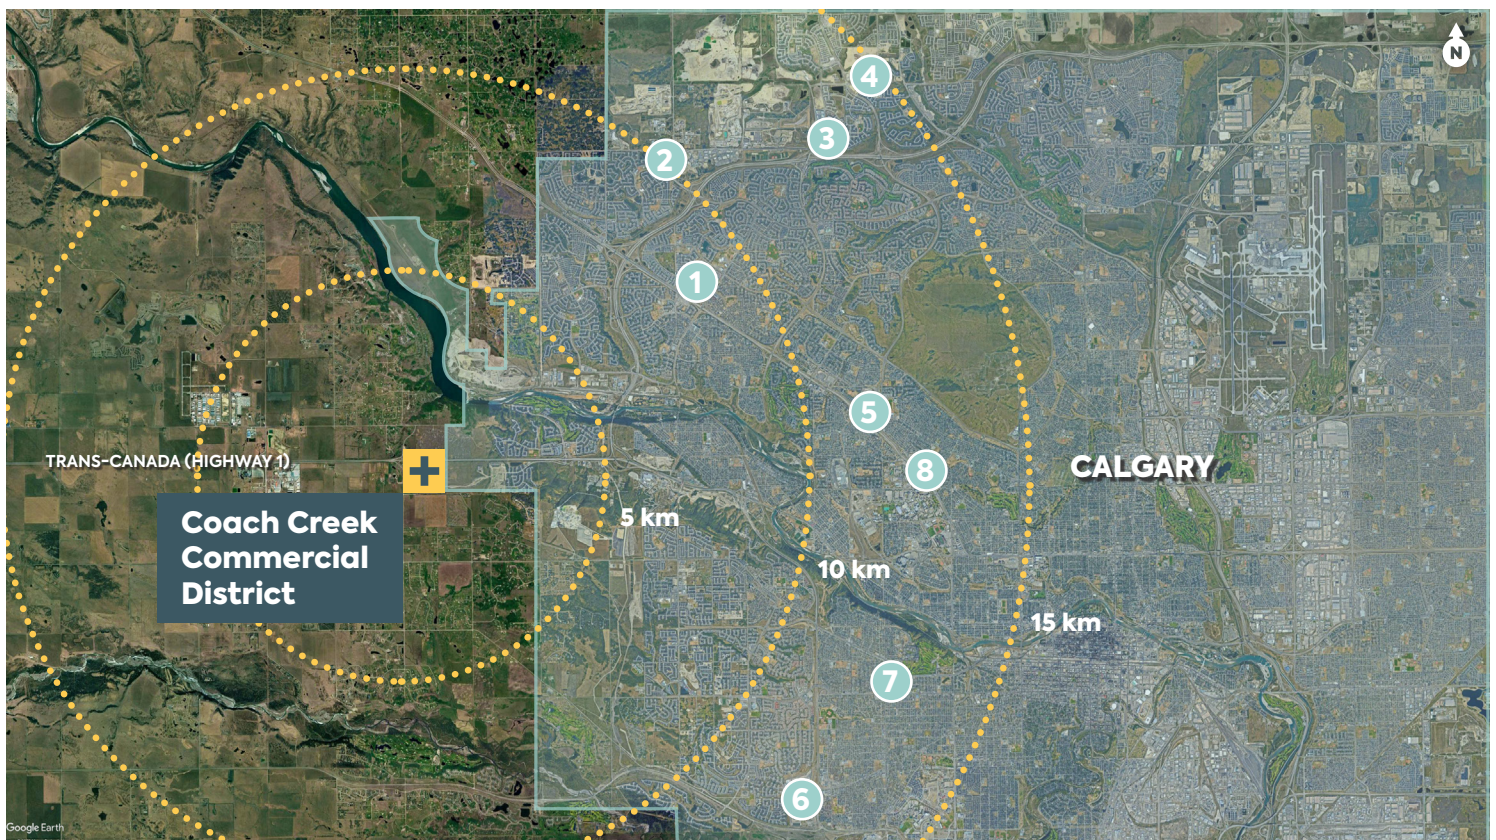 N
4
3
2
1
5
8
TRANS-CANADA (HIGHWAY 1)
CALGARY
Coach Creek
Commercial
District
5 km
10 km
15 km
7
6
Google Earth